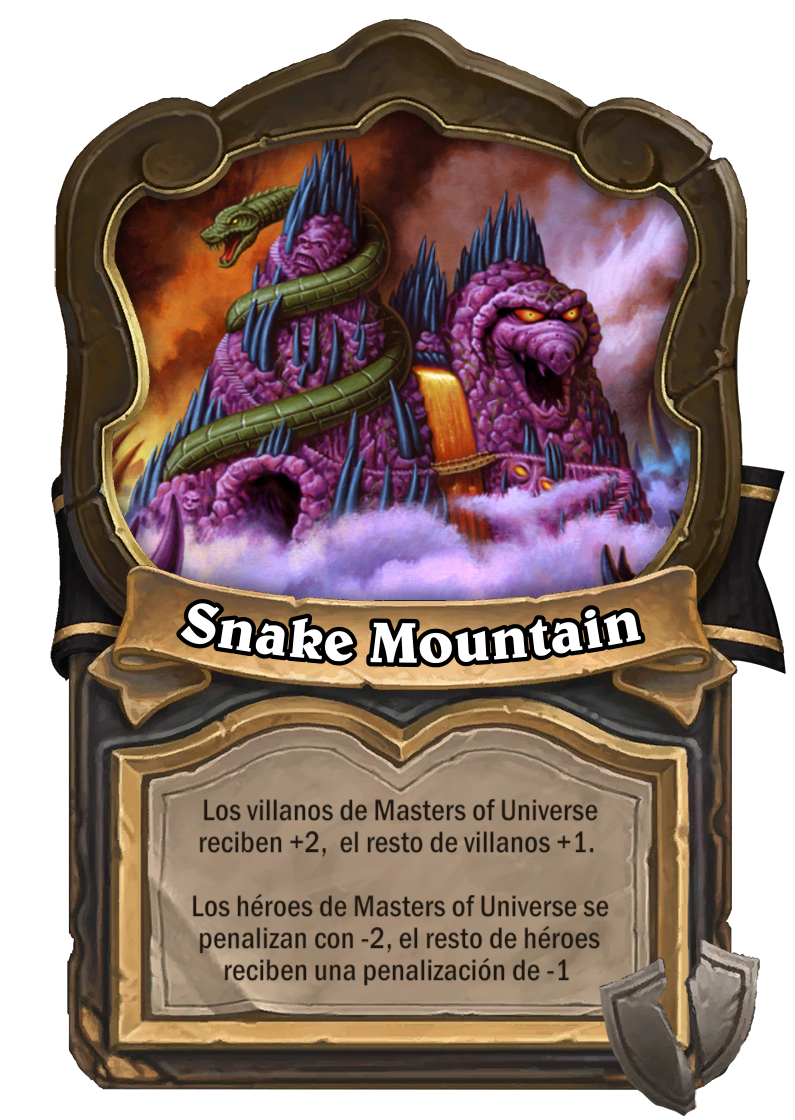 Snake Mountain
Los villanos de Masters of Universe
reciben +2, el resto de villanos +1.
Los héroes de Masters of Universe se
penalizan con -2, el resto de héroes
reciben una penalización de -1